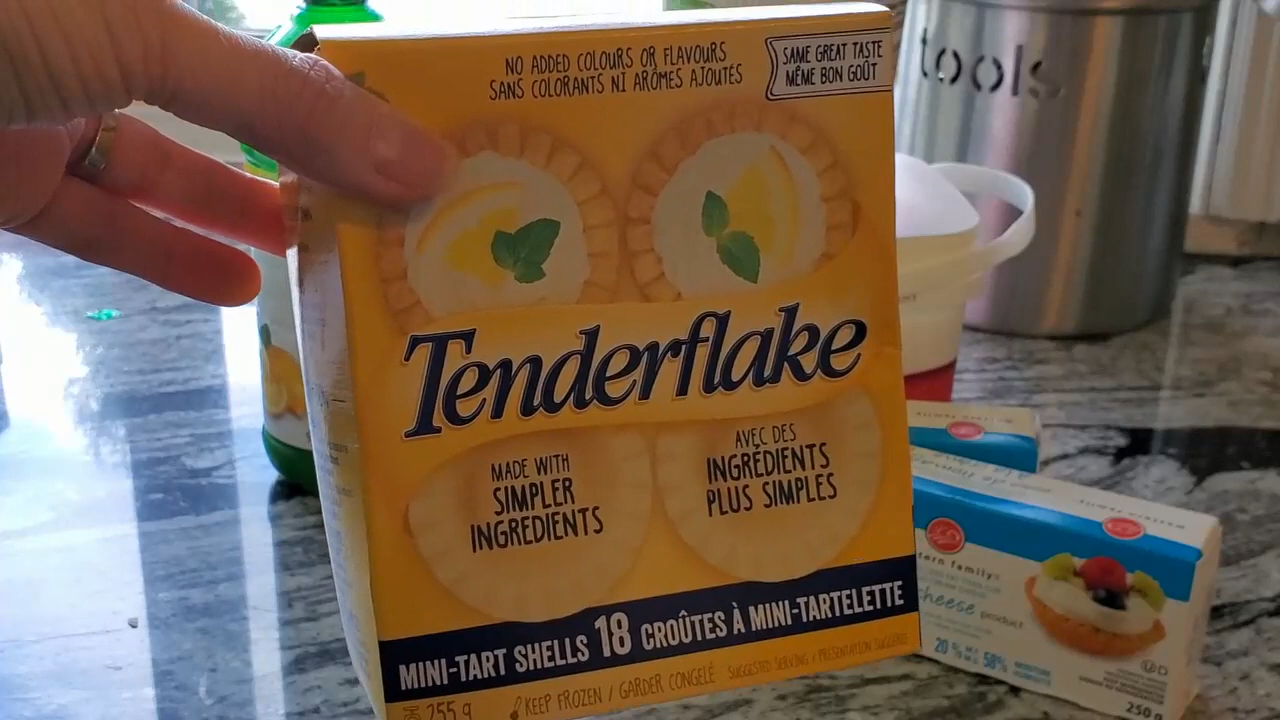 NO ADDED COLOURS OR FLAVOURS
SANS COLORANTS NI ARÔMES AJOUTÉS
SAME GREAT TASTE
MÊME BON GOÛT
tools
Tenderflake
MADE WITH
SIMPLER
INGREDIENTS
AVEC DES
INGRÉDIENTS
PLUS SIMPLES
MINI-TART SHELLS 18 CROÛTES À MINI-TARTELETTE
KEEP FROZEN / GARDER CONGELÉ
SUGGESTED SERVING / PRÉSENTATION SUGGÉRÉE
255 g
family
cheese product
20 %
58%
250 g